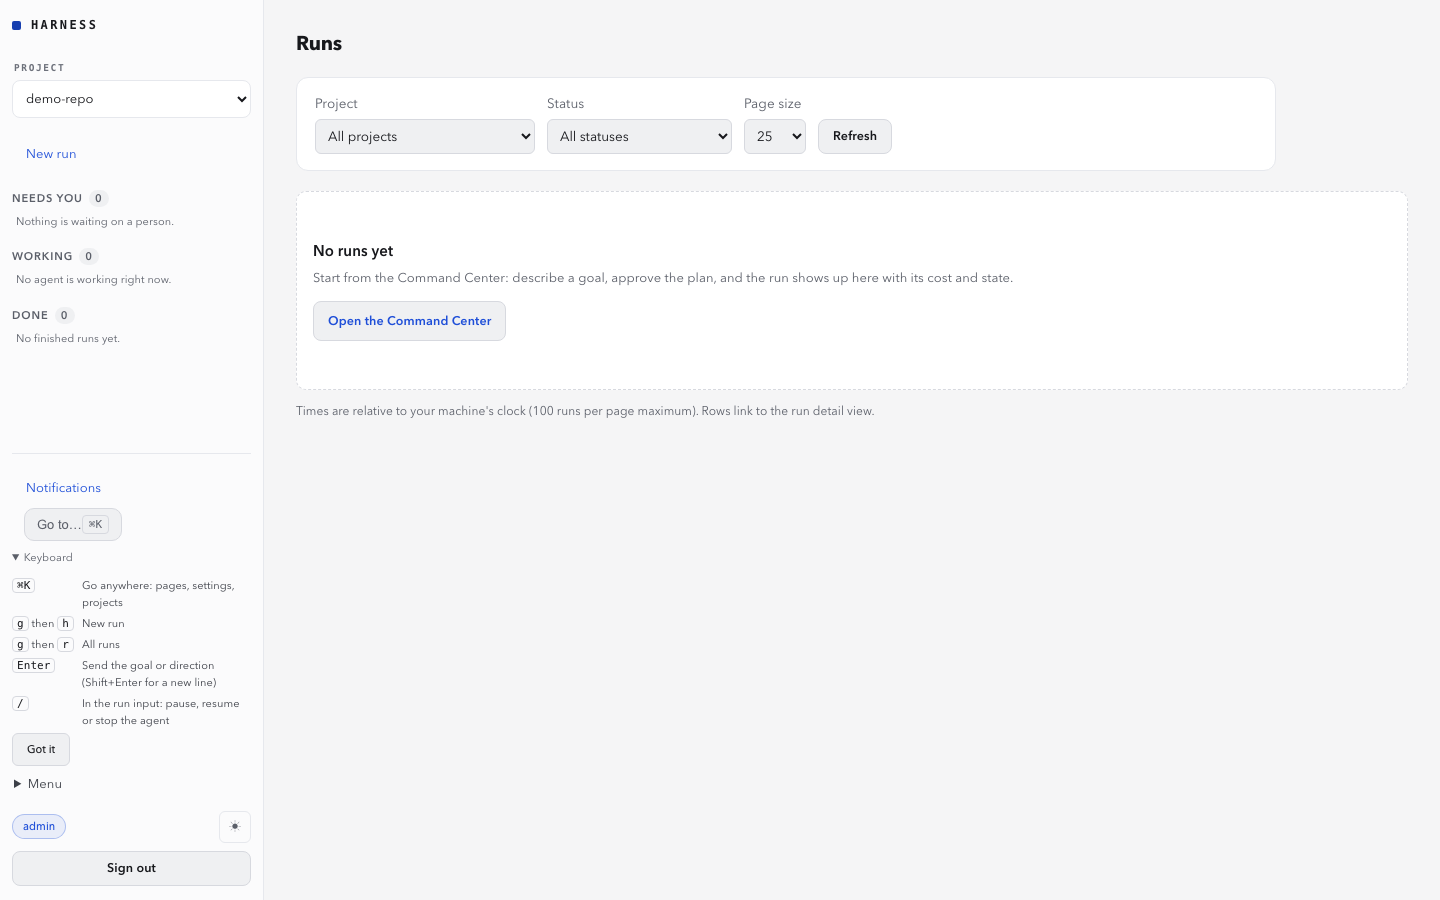 HARNESS
PROJECT
demo-repo
New run
NEEDS YOU 0
Nothing is waiting on a person.
WORKING 0
No agent is working right now.
DONE 0
No finished runs yet.
Notifications
Go to... ⌘K
Keyboard
⌘K Go anywhere: pages, settings,
projects
g then h New run
g then r All runs
Enter Send the goal or direction
(Shift+Enter for a new line)
/ In the run input: pause, resume
or stop the agent
Got it
Menu
admin
Sign out
Runs
Project Status Page size
All projects All statuses 25 Refresh
No runs yet
Start from the Command Center: describe a goal, approve the plan, and the run shows up here with its cost and state.
Open the Command Center
Times are relative to your machine's clock (100 runs per page maximum). Rows link to the run detail view.